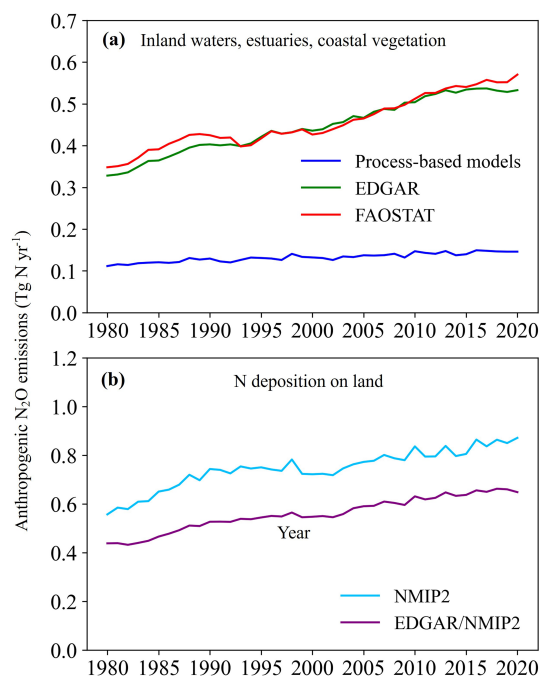 Anthropogenic N₂O emissions (Tg N yr⁻¹)
(a) Inland waters, estuaries, coastal vegetation
0.7
0.6
0.5
0.4
0.3
0.2
0.1
0.0
Process-based models
EDGAR
FAOSTAT
1980 1985 1990 1995 2000 2005 2010 2015 2020
(b) N deposition on land
1.2
1.0
0.8
0.6
0.4
0.2
0.0
Year
NMIP2
EDGAR/NMIP2
1980 1985 1990 1995 2000 2005 2010 2015 2020